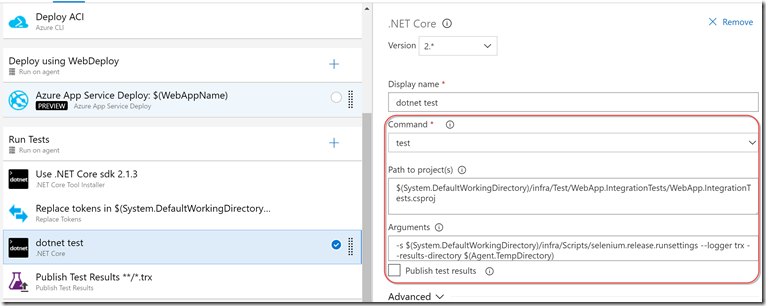 Deploy ACI
Azure CLI
Deploy using WebDeploy
Run on agent
Azure App Service Deploy: $(WebAppName)
PREVIEW Azure App Service Deploy
Run Tests
Run on agent
dotnet
Use .NET Core sdk 2.1.3
.NET Core Tool Installer
Replace tokens in $(System.DefaultWorkingDirectory...
Replace Tokens
dotnet
dotnet test
.NET Core
Publish Test Results **/*.trx
Publish Test Results
.NET Core
Remove
Version 2.*
Display name *
dotnet test
Command *
test
Path to project(s)
$(System.DefaultWorkingDirectory)/infra/Test/WebApp.IntegrationTests/WebApp.IntegrationT
ests.csproj
Arguments
-s $(System.DefaultWorkingDirectory)/infra/Scripts/selenium.release.runsettings --logger trx -
-results-directory $(Agent.TempDirectory)
Publish test results
Advanced